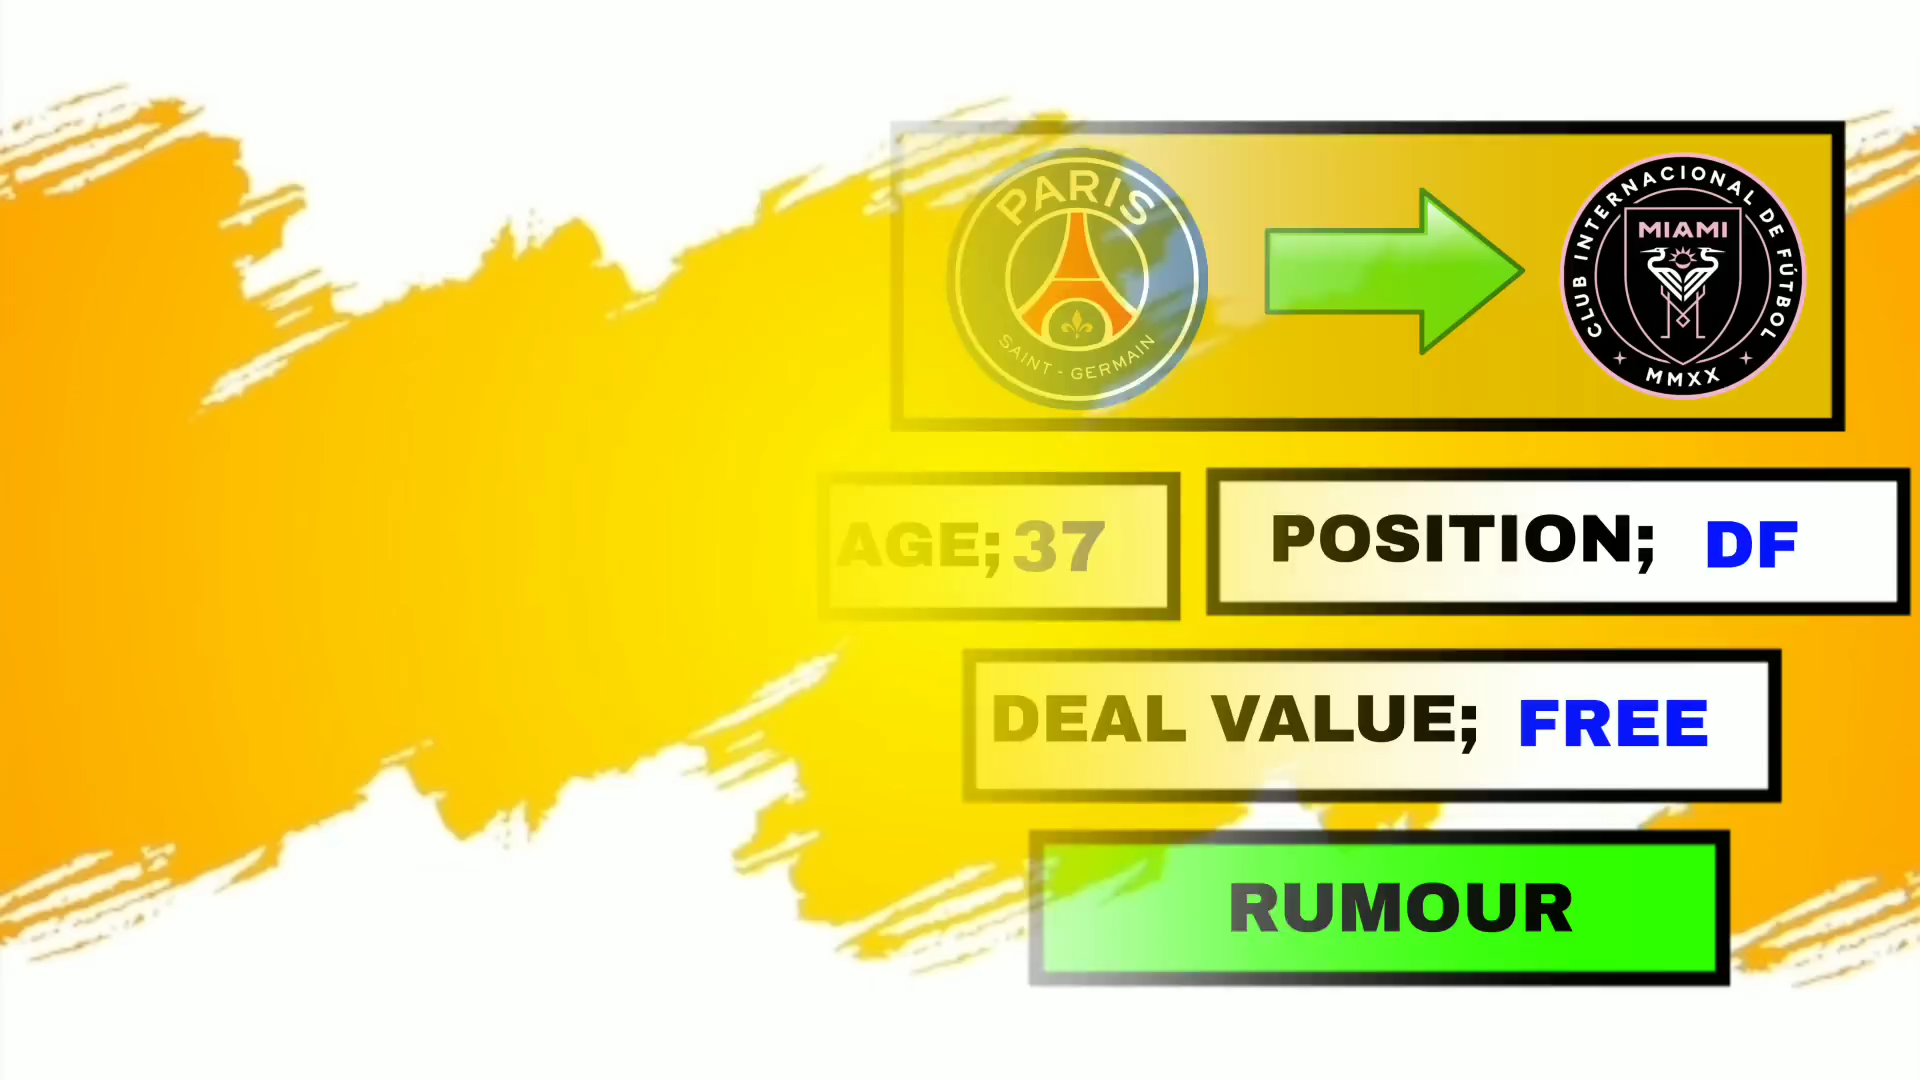 PARIS
SAINT - GERMAIN
CLUB INTERNACIONAL DE FÚTBOL
MIAMI
MMXX
AGE; 37
POSITION; DF
DEAL VALUE; FREE
RUMOUR